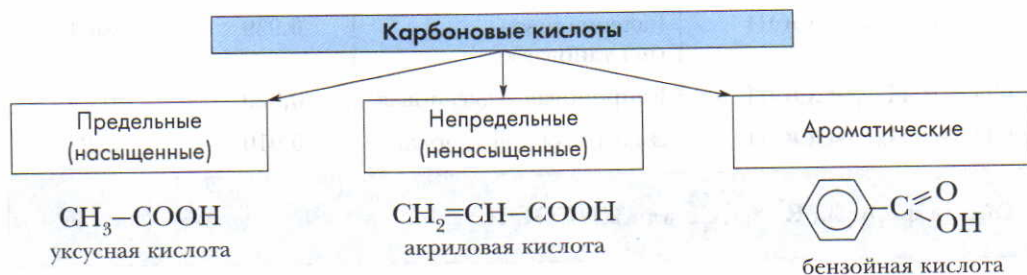 Карбоновые кислоты
Предельные
(насыщенные)
Непредельные
(ненасыщенные)
Ароматические
CH₃—COOH
уксусная кислота
CH₂═CH—COOH
акриловая кислота
C
O
OH
бензойная кислота